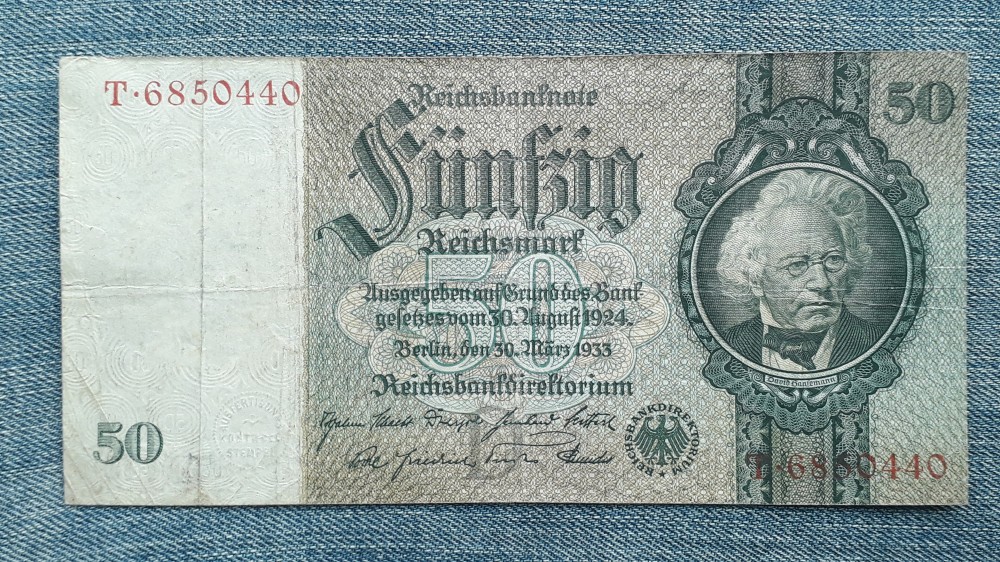 T·6850440
Reichsbanknote
50
Fünfzig
Reichsmark
50
Ausgegeben auf Grund des Bank
gesetzes vom 30. August 1924.
Berlin, den 30. März 1933
Reichsbankdirektorium
David Hansemann
50
REICHSBANKDIREKTORIUM
T·6850440